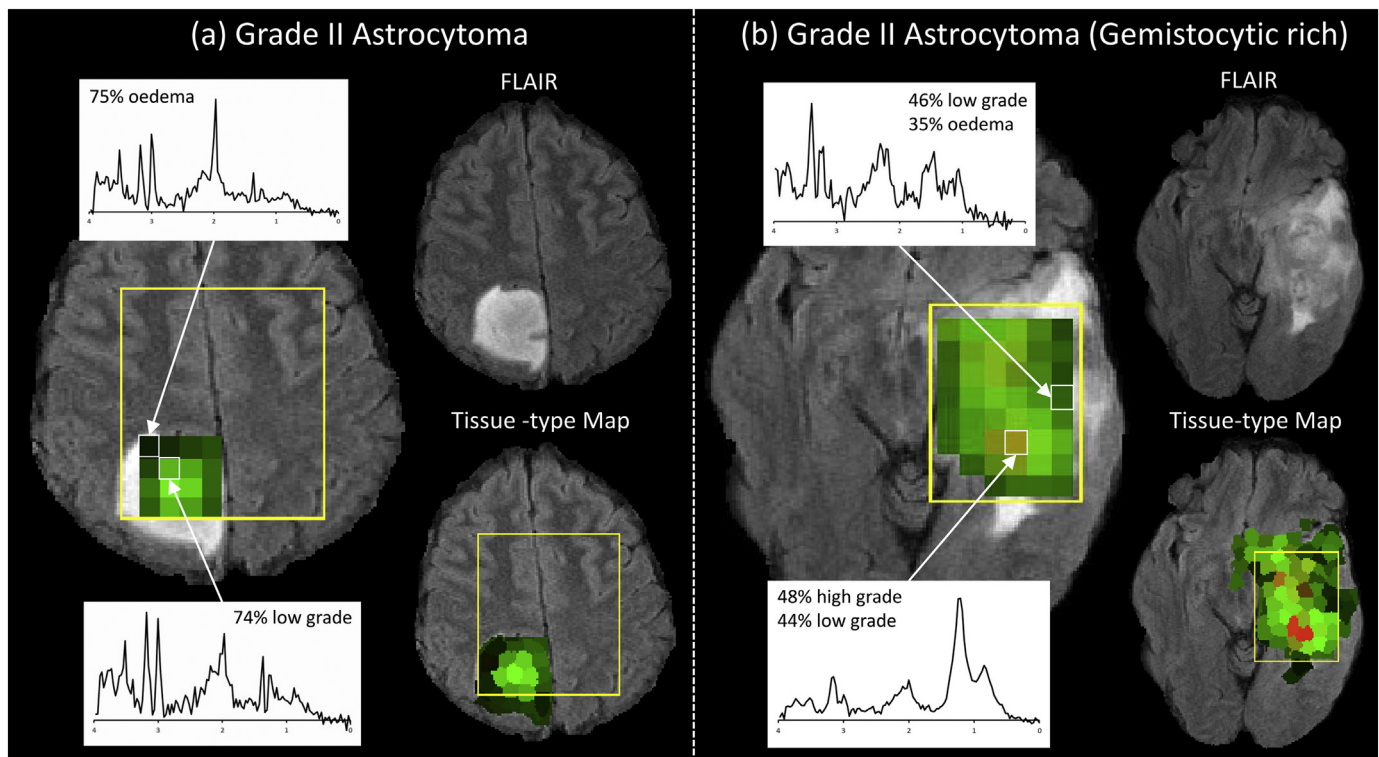 (a) Grade II Astrocytoma
75% oedema
4 3 2 1 0
FLAIR
Tissue -type Map
74% low grade
4 3 2 1 0
(b) Grade II Astrocytoma (Gemistocytic rich)
46% low grade
35% oedema
4 3 2 1 0
FLAIR
Tissue-type Map
48% high grade
44% low grade
4 3 2 1 0